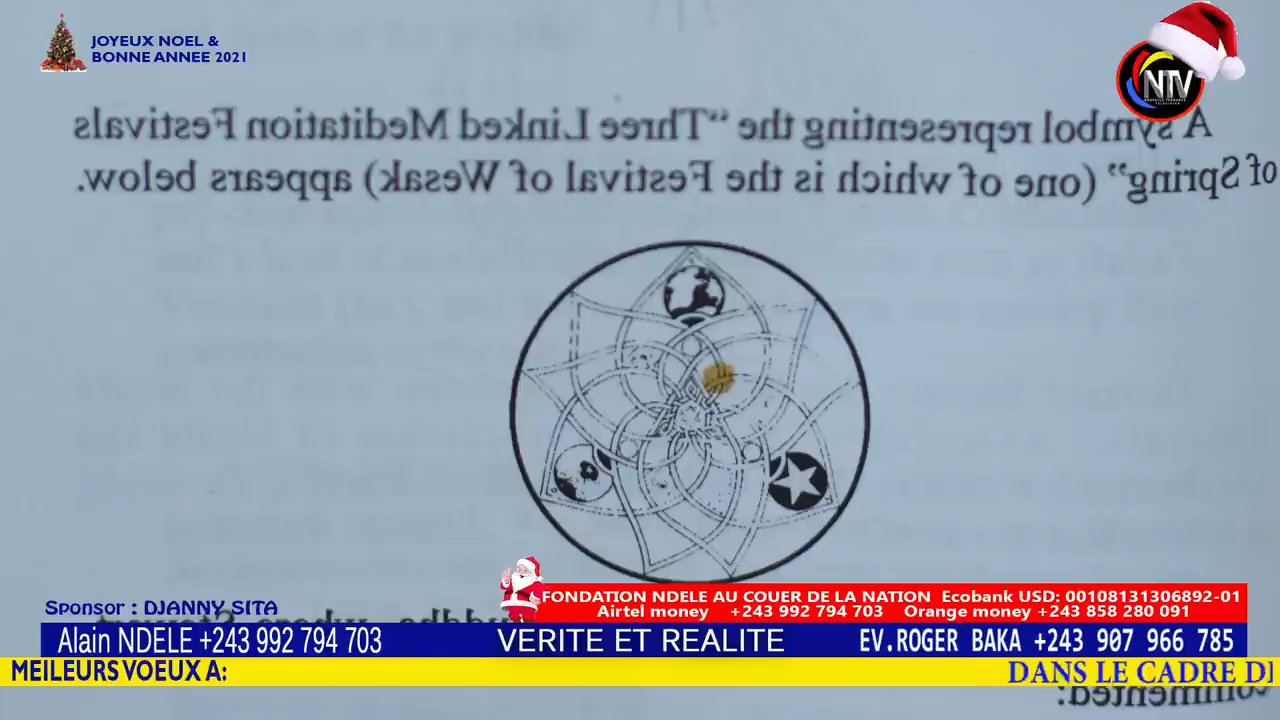 JOYEUX NOEL &
BONNE ANNEE 2021
NTV
A symbol representing the "Three Linked Meditation Festivals
of Spring" (one of which is the Festival of Wesak) appears below.
Sponsor : DJANNY SITA
FONDATION NDELE AU COUER DE LA NATION Ecobank USD: 00108131306892-01
Airtel money +243 992 794 703 Orange money +243 858 280 091
Alain NDELE +243 992 794 703
VERITE ET REALITE
EV.ROGER BAKA +243 907 966 785
MEILEURS VOEUX A:
DANS LE CADRE
commented: